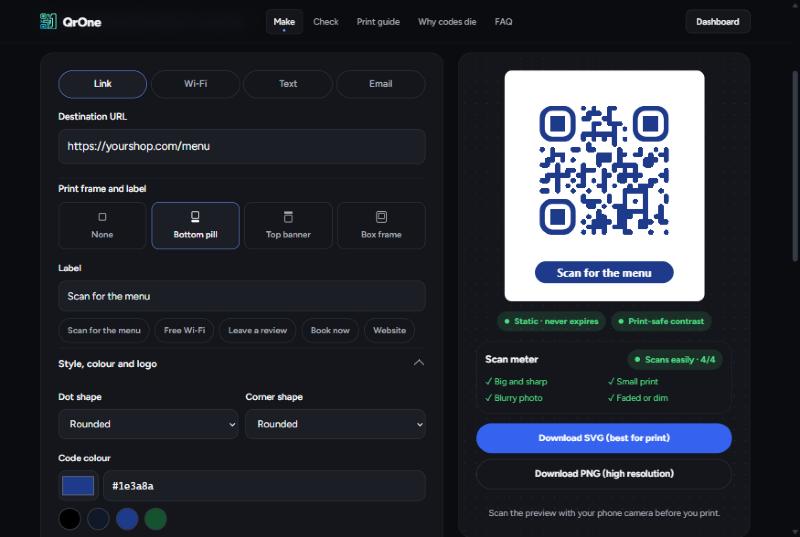 QrOne
Make Check Print guide Why codes die FAQ
Dashboard
Link Wi-Fi Text Email
Destination URL
https://yourshop.com/menu
Print frame and label
None Bottom pill Top banner Box frame
Label
Scan for the menu
Scan for the menu Free Wi-Fi Leave a review Book now Website
Style, colour and logo
Dot shape Corner shape
Rounded Rounded
Code colour
#1e3a8a
Scan for the menu
Static · never expires Print-safe contrast
Scan meter Scans easily · 4/4
✓ Big and sharp ✓ Small print
✓ Blurry photo ✓ Faded or dim
Download SVG (best for print)
Download PNG (high resolution)
Scan the preview with your phone camera before you print.